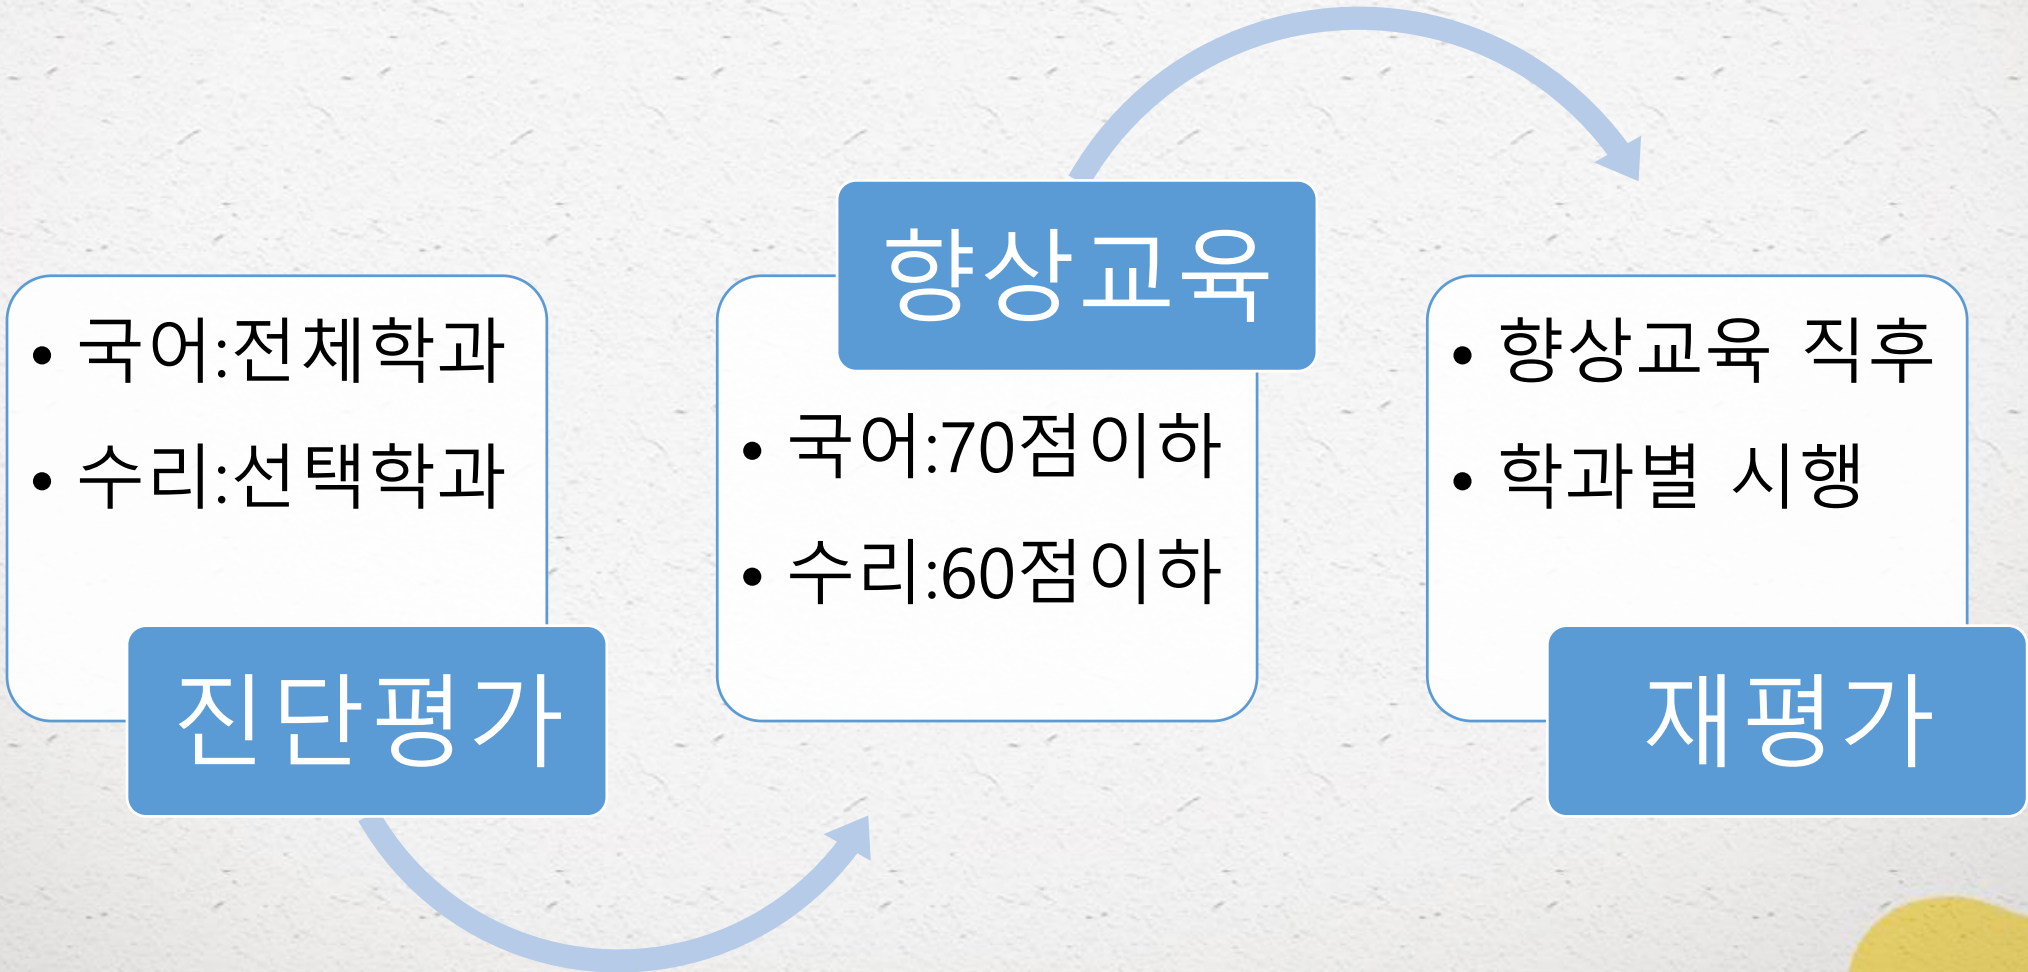 • 국어:전체학과
• 수리:선택학과
진단평가
향상교육
• 국어:70점이하
• 수리:60점이하
• 향상교육 직후
• 학과별 시행
재평가